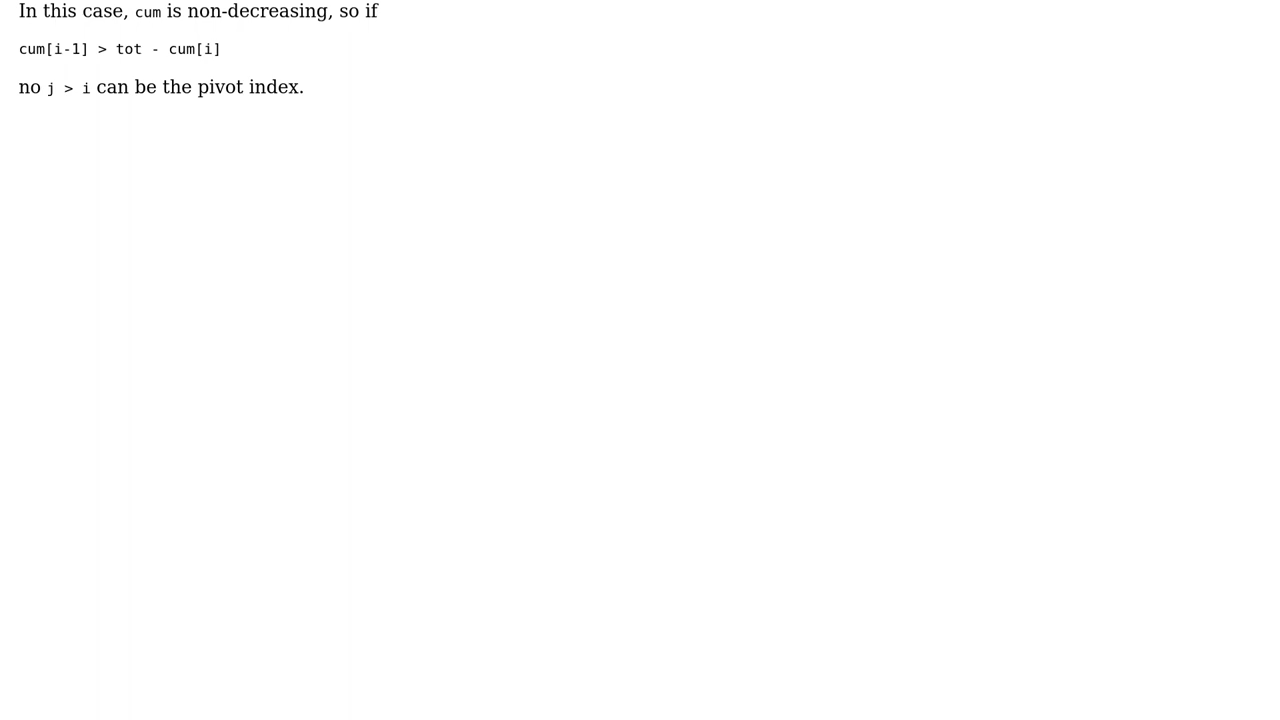 In this case, cum is non-decreasing, so if
cum[i-1] > tot - cum[i]
no j > i can be the pivot index.